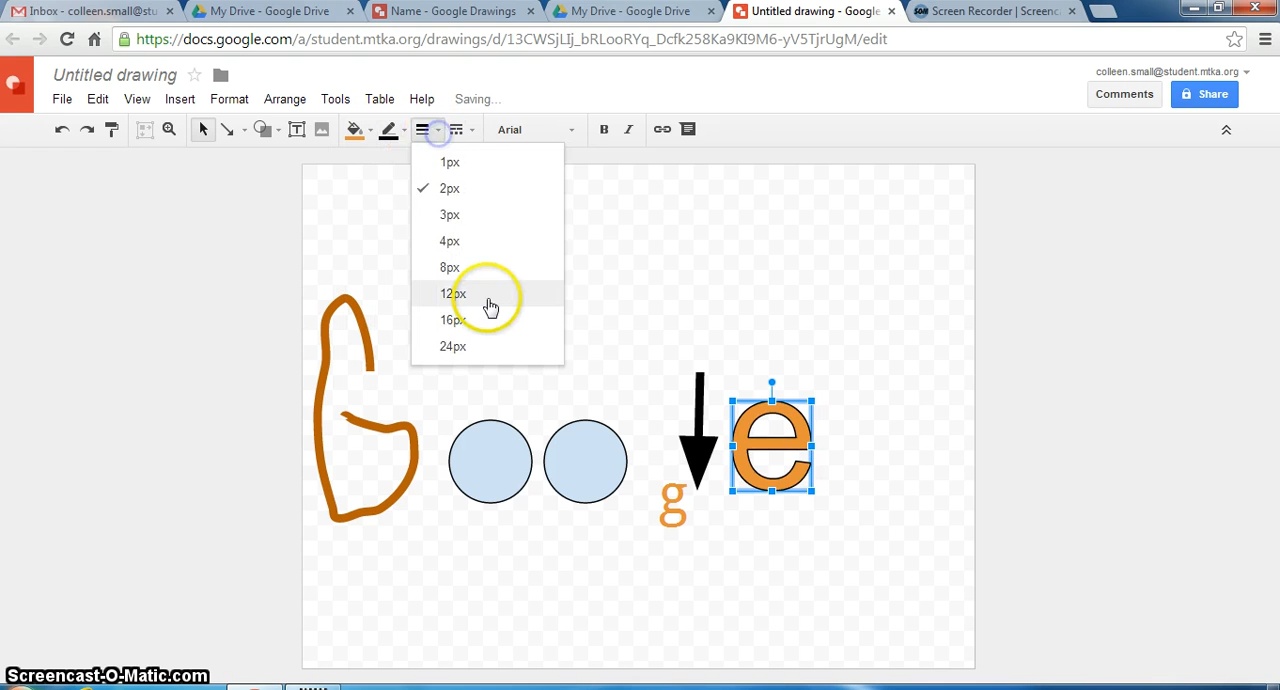 Inbox - colleen.small@stu
My Drive - Google Drive
Name - Google Drawings
My Drive - Google Drive
Untitled drawing - Google
Screen Recorder | Screenc
https://docs.google.com/a/student.mtka.org/drawings/d/13CWSjLIj_bRLooRYq_Dcfk25SKa9KI9M6-yV5TjrUgM/edit
Untitled drawing
colleen.small@student.mtka.org
File Edit View Insert Format Arrange Tools Table Help Saving...
Comments
Share
Arial
B I
1px
2px
3px
4px
8px
12px
16px
24px
g e
Screencast-O-Matic.com